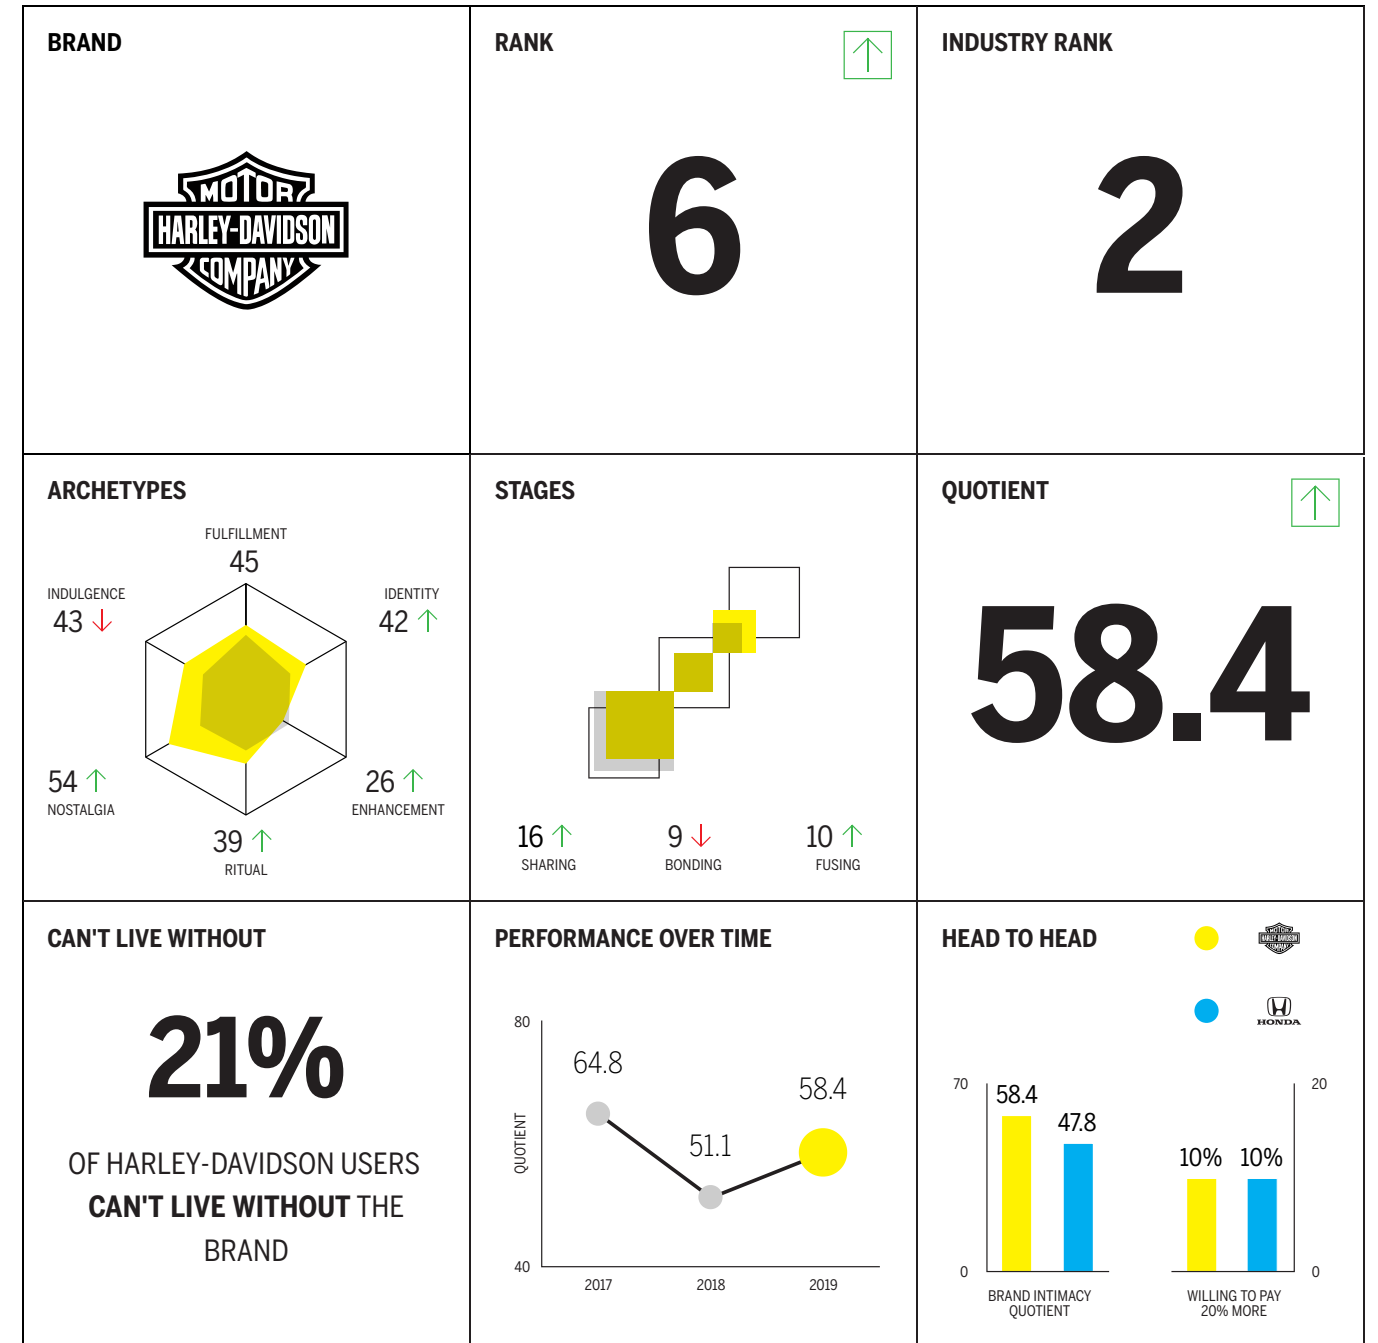 BRAND
MOTOR
HARLEY-DAVIDSON
COMPANY
RANK
6
INDUSTRY RANK
2
ARCHETYPES
FULFILLMENT
45
INDULGENCE
43
IDENTITY
42
54
NOSTALGIA
26
ENHANCEMENT
39
RITUAL
STAGES
16
SHARING
9
BONDING
10
FUSING
QUOTIENT
58.4
CAN'T LIVE WITHOUT
21%
OF HARLEY-DAVIDSON USERS
CAN'T LIVE WITHOUT THE
BRAND
PERFORMANCE OVER TIME
80
QUOTIENT
40
64.8
51.1
58.4
2017
2018
2019
HEAD TO HEAD
MOTOR
HARLEY-DAVIDSON
COMPANY
HONDA
70
0
58.4
47.8
BRAND INTIMACY
QUOTIENT
10%
10%
20
0
WILLING TO PAY
20% MORE